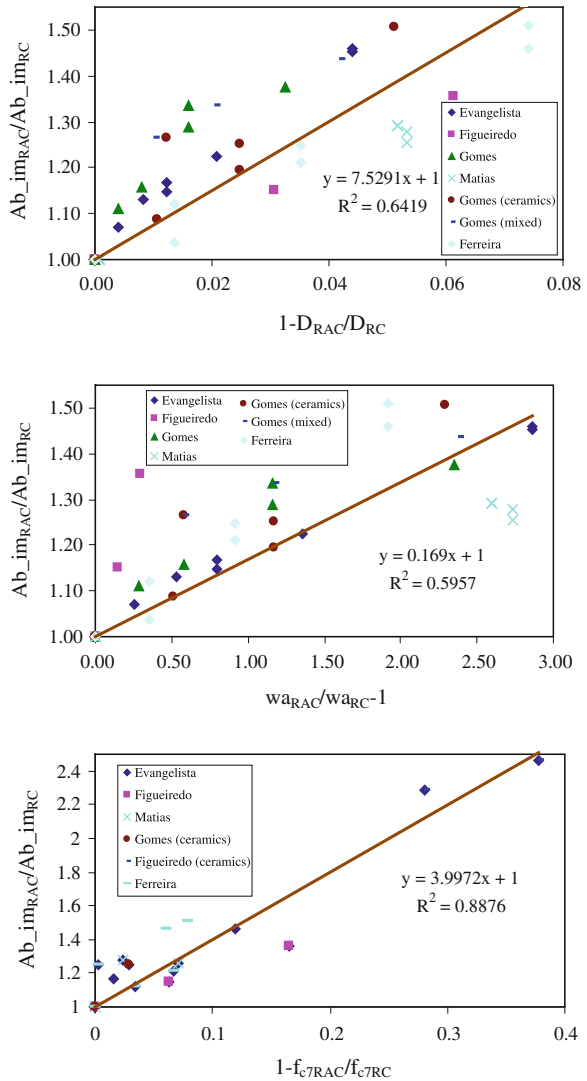 Ab_imRAC/Ab_imRC
1.50
1.40
1.30
1.20
1.10
1.00
0.00
0.02
0.04
0.06
0.08
1-DRAC/DRC
Evangelista
Figueiredo
Gomes
Matias
Gomes (ceramics)
Gomes (mixed)
Ferreira
y = 7.5291x + 1
R² = 0.6419
Ab_imRAC/Ab_imRC
1.50
1.40
1.30
1.20
1.10
1.00
0.00
0.50
1.00
1.50
2.00
2.50
3.00
waRAC/waRC-1
Evangelista
Figueiredo
Gomes
Matias
Gomes (ceramics)
Gomes (mixed)
Ferreira
y = 0.169x + 1
R² = 0.5957
Ab_imRAC/Ab_imRC
2.4
2.2
2
1.8
1.6
1.4
1.2
1
0
0.1
0.2
0.3
0.4
1-fc7RAC/fc7RC
Evangelista
Figueiredo
Matias
Gomes (ceramics)
Figueiredo (ceramics)
Ferreira
y = 3.9972x + 1
R² = 0.8876